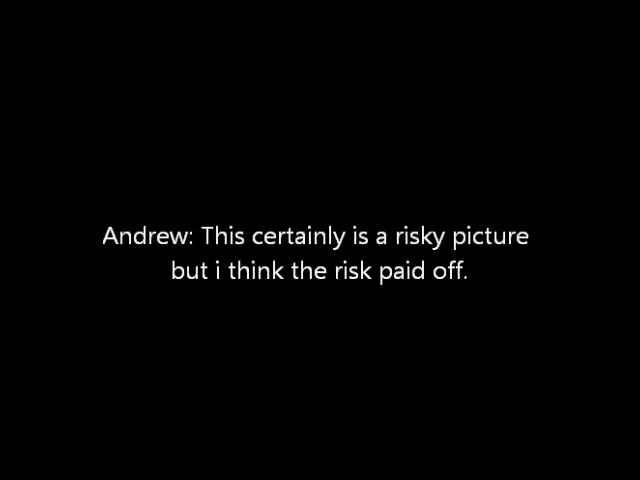 Andrew: This certainly is a risky picture
but i think the risk paid off.